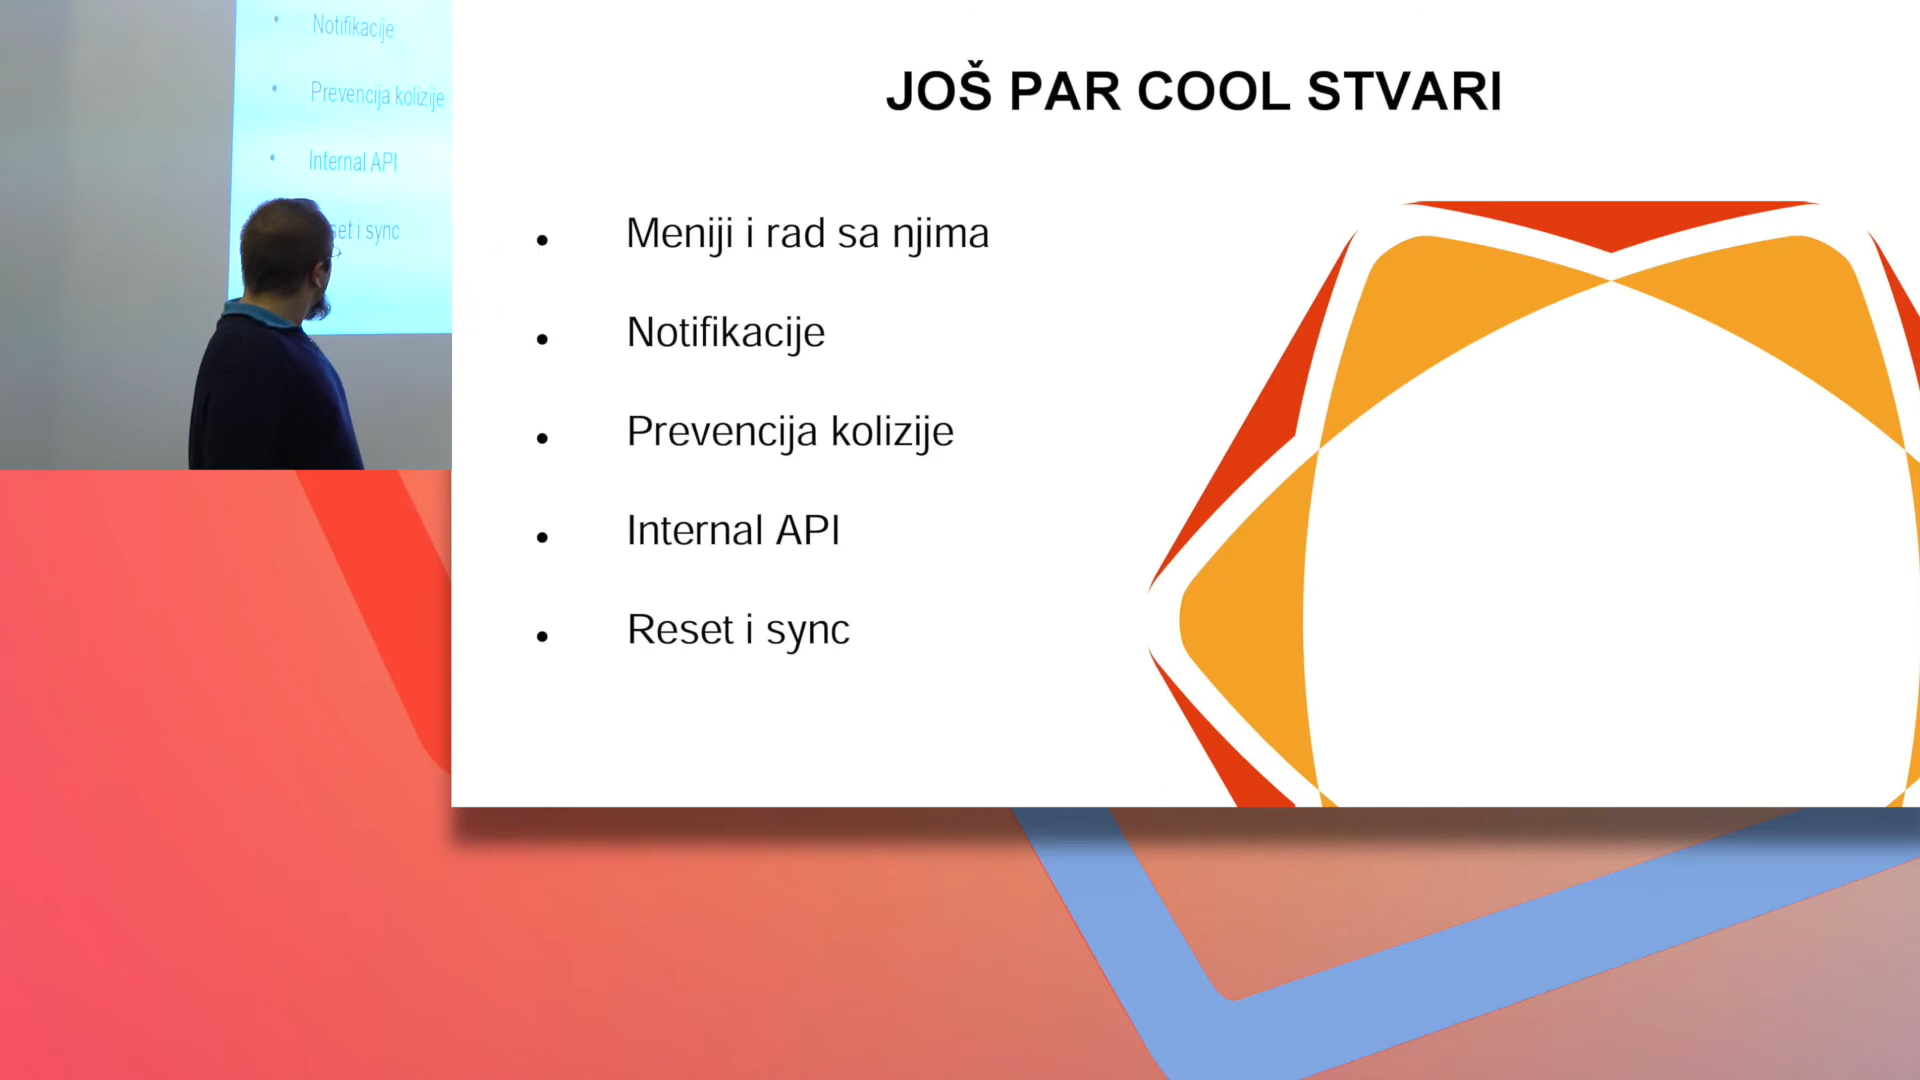 Notifikacije
Prevencija kolizije
Internal API
set i sync
JOŠ PAR COOL STVARI
• Meniji i rad sa njima
• Notifikacije
• Prevencija kolizije
• Internal API
• Reset i sync